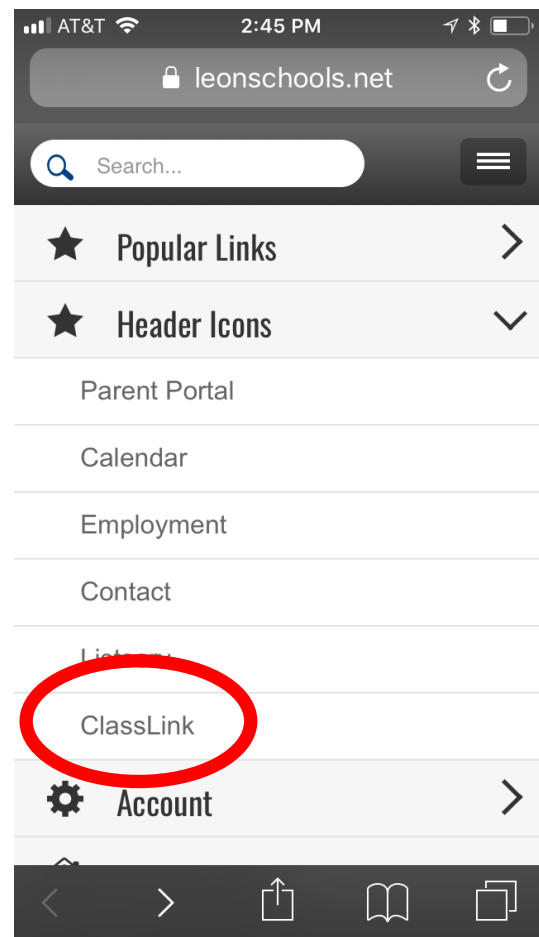 AT&T 2:45 PM
leonschools.net
Search...
Popular Links
Header Icons
Parent Portal
Calendar
Employment
Contact
ClassLink
Account